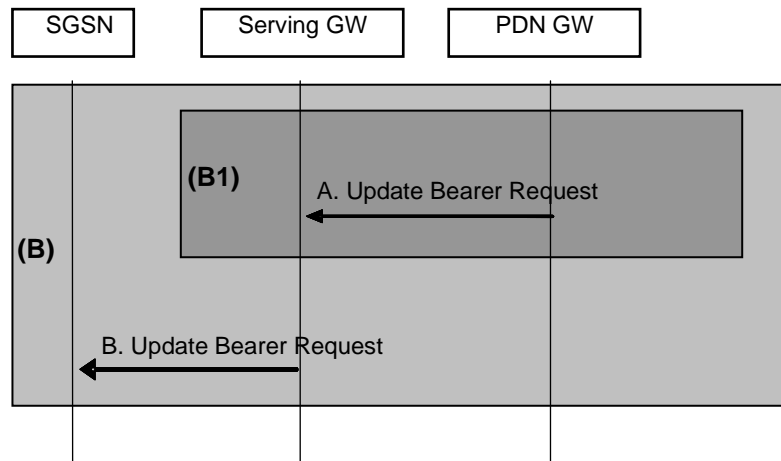 SGSN
Serving GW
PDN GW
(B1)
A. Update Bearer Request
(B)
B. Update Bearer Request